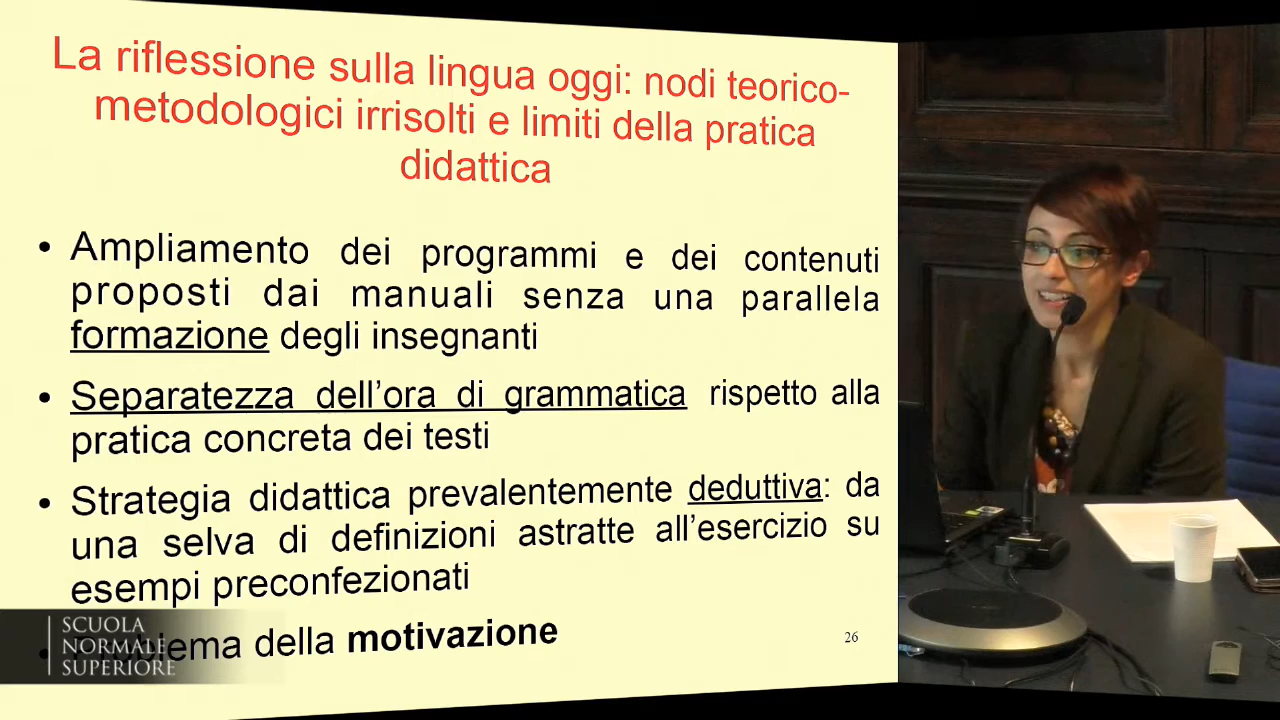 La riflessione sulla lingua oggi: nodi teorico-
metodologici irrisolti e limiti della pratica
didattica
• Ampliamento dei programmi e dei contenuti
proposti dai manuali senza una parallela
formazione degli insegnanti
• Separatezza dell'ora di grammatica rispetto alla
pratica concreta dei testi
• Strategia didattica prevalentemente deduttiva: da
una selva di definizioni astratte all'esercizio su
esempi preconfezionati
• Problema della motivazione
26
SCUOLA
NORMALE
SUPERIORE